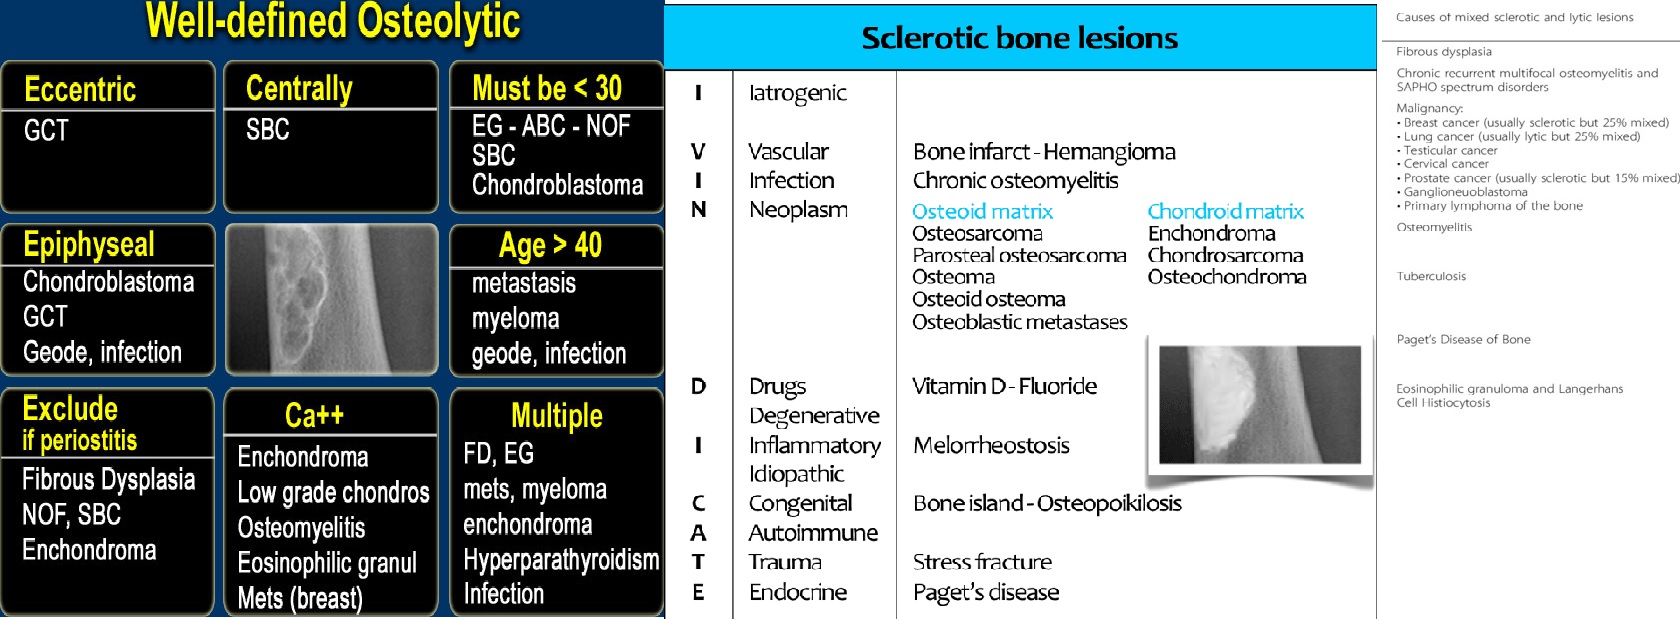 Well-defined Osteolytic
Eccentric
GCT
Centrally
SBC
Must be < 30
EG - ABC - NOF
SBC
Chondroblastoma
Epiphyseal
Chondroblastoma
GCT
Geode, infection
Age > 40
metastasis
myeloma
geode, infection
Exclude
if periostitis
Fibrous Dysplasia
NOF, SBC
Enchondroma
Ca++
Enchondroma
Low grade chondros
Osteomyelitis
Eosinophilic granul
Mets (breast)
Multiple
FD, EG
mets, myeloma
enchondroma
Hyperparathyroidism
Infection
Sclerotic bone lesions
I Iatrogenic
V Vascular Bone infarct - Hemangioma
I Infection Chronic osteomyelitis
N Neoplasm Osteoid matrix Chondroid matrix
Osteosarcoma Enchondroma
Parosteal osteosarcoma Chondrosarcoma
Osteoma Osteochondroma
Osteoid osteoma
Osteoblastic metastases
D Drugs Vitamin D - Fluoride
Degenerative
I Inflammatory Melorrheostosis
Idiopathic
C Congenital Bone island - Osteopoikilosis
A Autoimmune
T Trauma Stress fracture
E Endocrine Paget's disease
Causes of mixed sclerotic and lytic lesions
Fibrous dysplasia
Chronic recurrent multifocal osteomyelitis and
SAPHO spectrum disorders
Malignancy:
• Breast cancer (usually sclerotic but 25% mixed)
• Lung cancer (usually lytic but 25% mixed)
• Testicular cancer
• Cervical cancer
• Prostate cancer (usually sclerotic but 15% mixed)
• Ganglioneuoblastoma
• Primary lymphoma of the bone
Osteomyelitis
Tuberculosis
Paget's Disease of Bone
Eosinophilic granuloma and Langerhans
Cell Histiocytosis